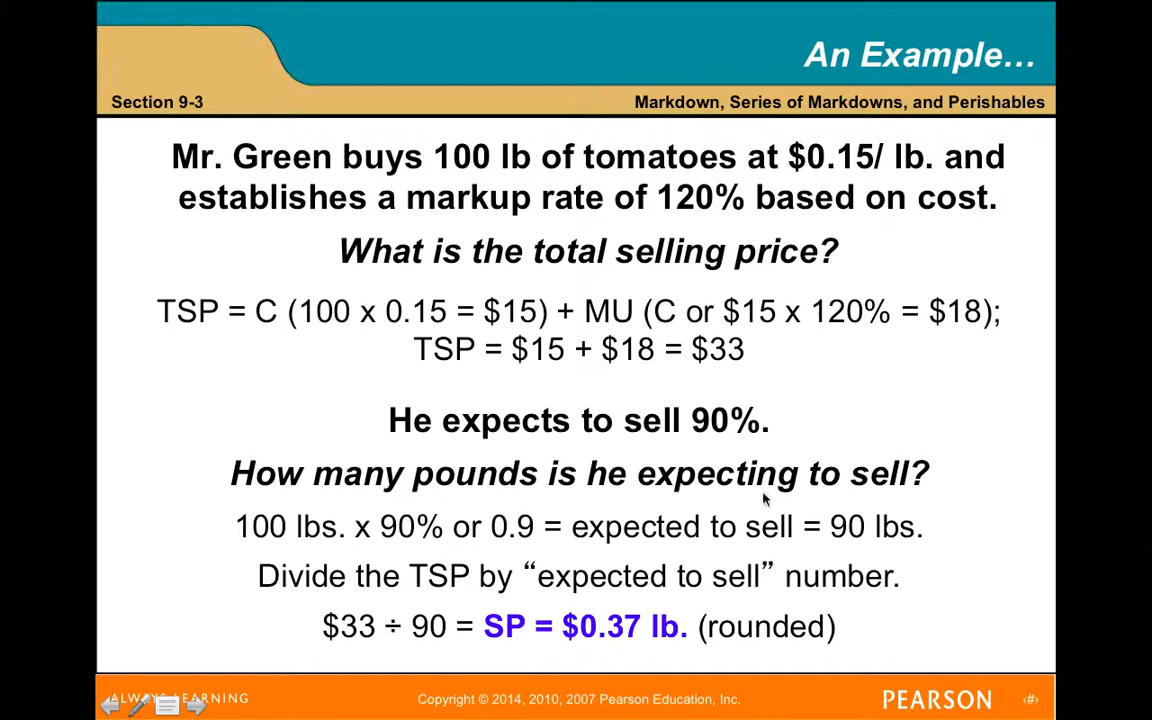 An Example…
Section 9-3
Markdown, Series of Markdowns, and Perishables
Mr. Green buys 100 lb of tomatoes at $0.15/ lb. and
establishes a markup rate of 120% based on cost.
What is the total selling price?
TSP = C (100 x 0.15 = $15) + MU (C or $15 x 120% = $18);
TSP = $15 + $18 = $33
He expects to sell 90%.
How many pounds is he expecting to sell?
100 lbs. x 90% or 0.9 = expected to sell = 90 lbs.
Divide the TSP by “expected to sell” number.
$33 ÷ 90 = SP = $0.37 lb. (rounded)
ALWAYS LEARNING
Copyright © 2014, 2010, 2007 Pearson Education, Inc.
PEARSON
‹#›